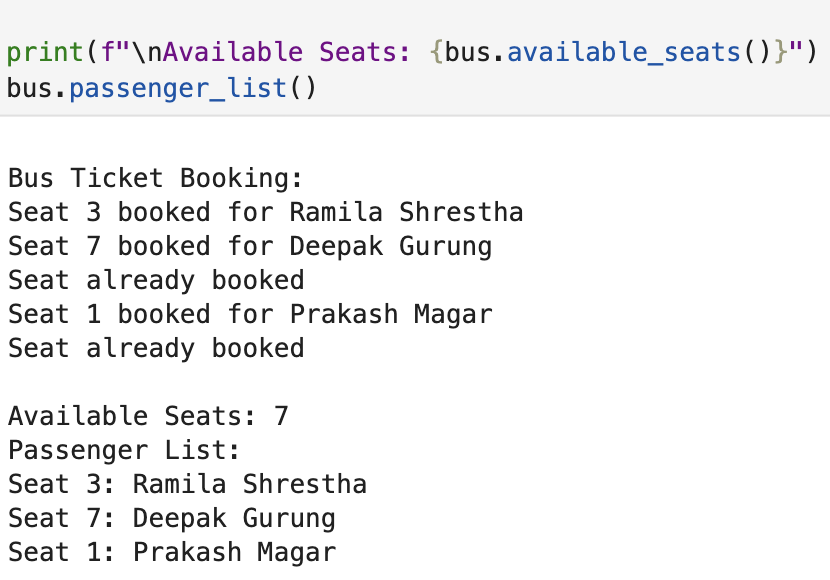 print(f"\nAvailable Seats: {bus.available_seats()}")
bus.passenger_list()
Bus Ticket Booking:
Seat 3 booked for Ramila Shrestha
Seat 7 booked for Deepak Gurung
Seat already booked
Seat 1 booked for Prakash Magar
Seat already booked
Available Seats: 7
Passenger List:
Seat 3: Ramila Shrestha
Seat 7: Deepak Gurung
Seat 1: Prakash Magar